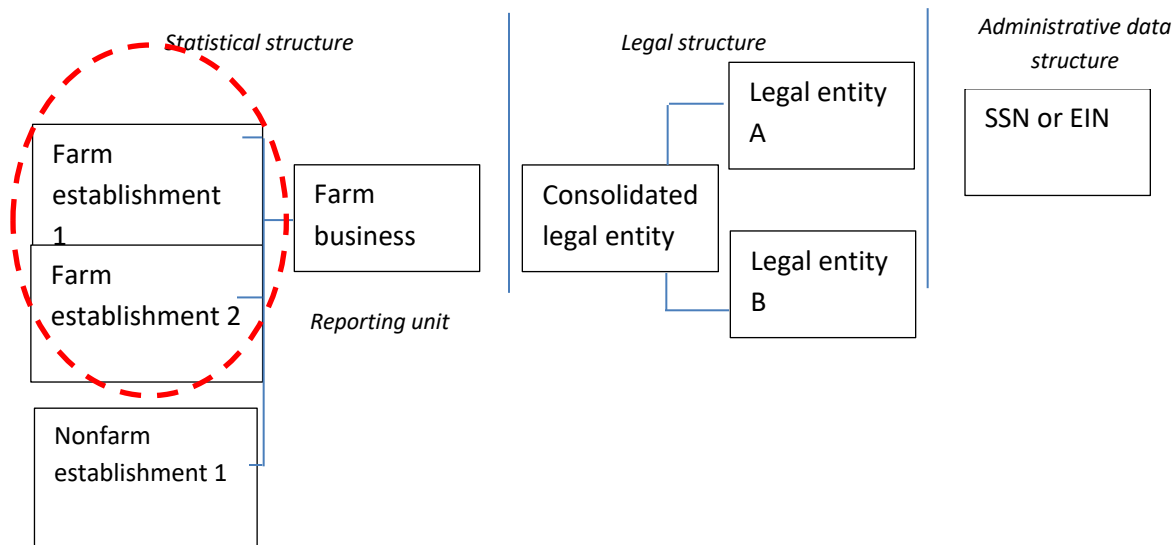 Statistical structure
Legal structure
Administrative data
structure
Farm
establishment
1
Farm
establishment 2
Nonfarm
establishment 1
Farm
business
Reporting unit
Consolidated
legal entity
Legal entity
A
Legal entity
B
SSN or EIN